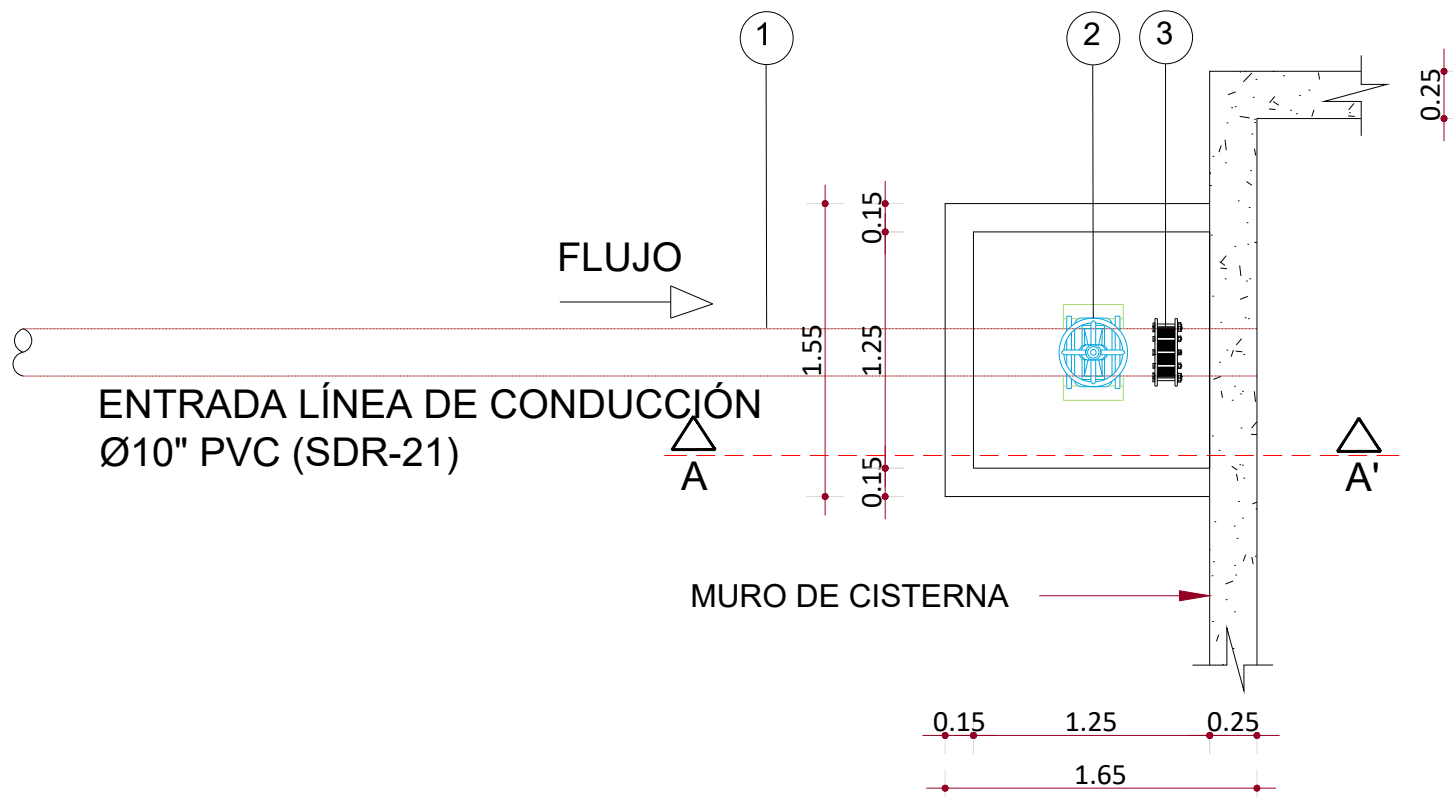 1
2
3
0.25
0.15
FLUJO
1.55
1.25
ENTRADA LÍNEA DE CONDUCCIÓN
Ø10" PVC (SDR-21)
A
A'
0.15
MURO DE CISTERNA
0.15
1.25
0.25
1.65